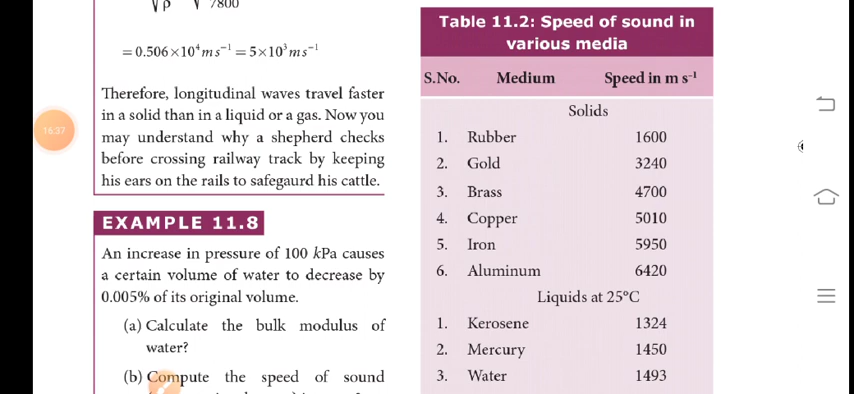 √ρ √7800
= 0.506×10⁴ m s⁻¹ = 5×10³ m s⁻¹
Therefore, longitudinal waves travel faster
in a solid than in a liquid or a gas. Now you
may understand why a shepherd checks
before crossing railway track by keeping
his ears on the rails to safegaurd his cattle.
EXAMPLE 11.8
An increase in pressure of 100 kPa causes
a certain volume of water to decrease by
0.005% of its original volume.
(a) Calculate the bulk modulus of
water?
(b) Compute the speed of sound
Table 11.2: Speed of sound in
various media
S.No. Medium Speed in m s⁻¹
Solids
1. Rubber 1600
2. Gold 3240
3. Brass 4700
4. Copper 5010
5. Iron 5950
6. Aluminum 6420
Liquids at 25°C
1. Kerosene 1324
2. Mercury 1450
3. Water 1493
16:37